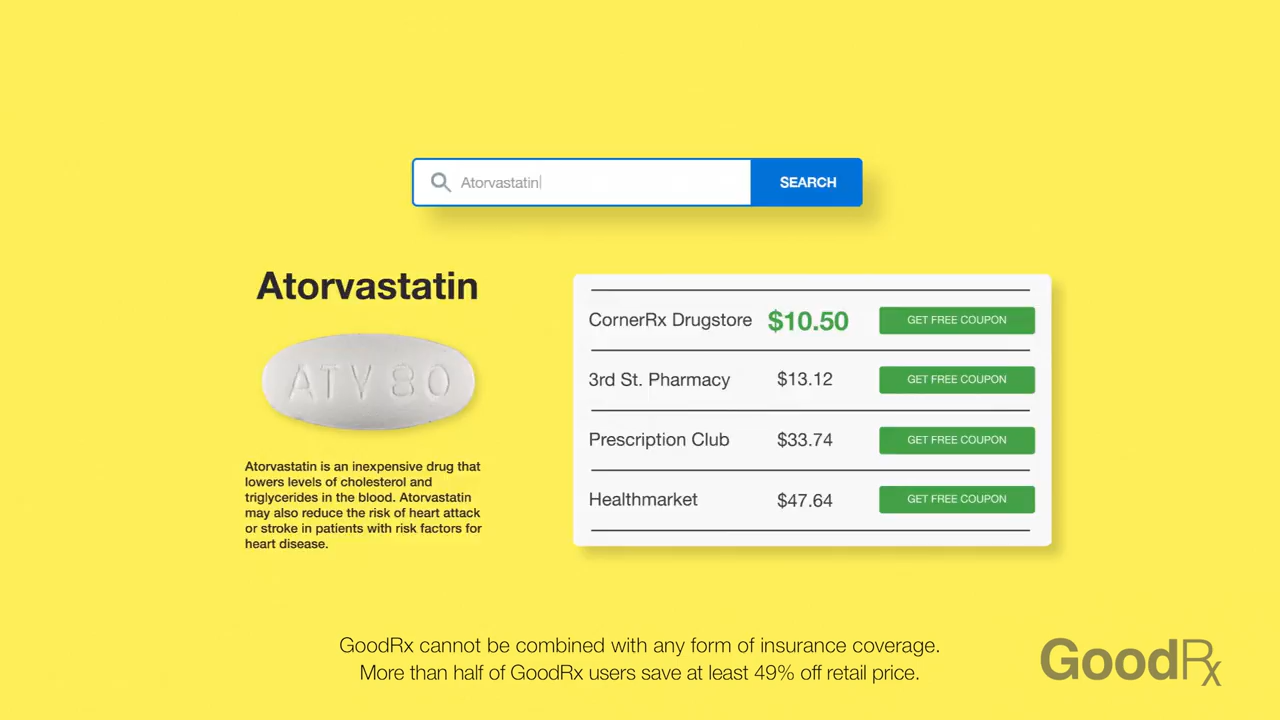 Atorvastatin
SEARCH
Atorvastatin
ATV 80
Atorvastatin is an inexpensive drug that
lowers levels of cholesterol and
triglycerides in the blood. Atorvastatin
may also reduce the risk of heart attack
or stroke in patients with risk factors for
heart disease.
CornerRx Drugstore $10.50 GET FREE COUPON
3rd St. Pharmacy $13.12 GET FREE COUPON
Prescription Club $33.74 GET FREE COUPON
Healthmarket $47.64 GET FREE COUPON
GoodRx cannot be combined with any form of insurance coverage.
More than half of GoodRx users save at least 49% off retail price.
GoodRx